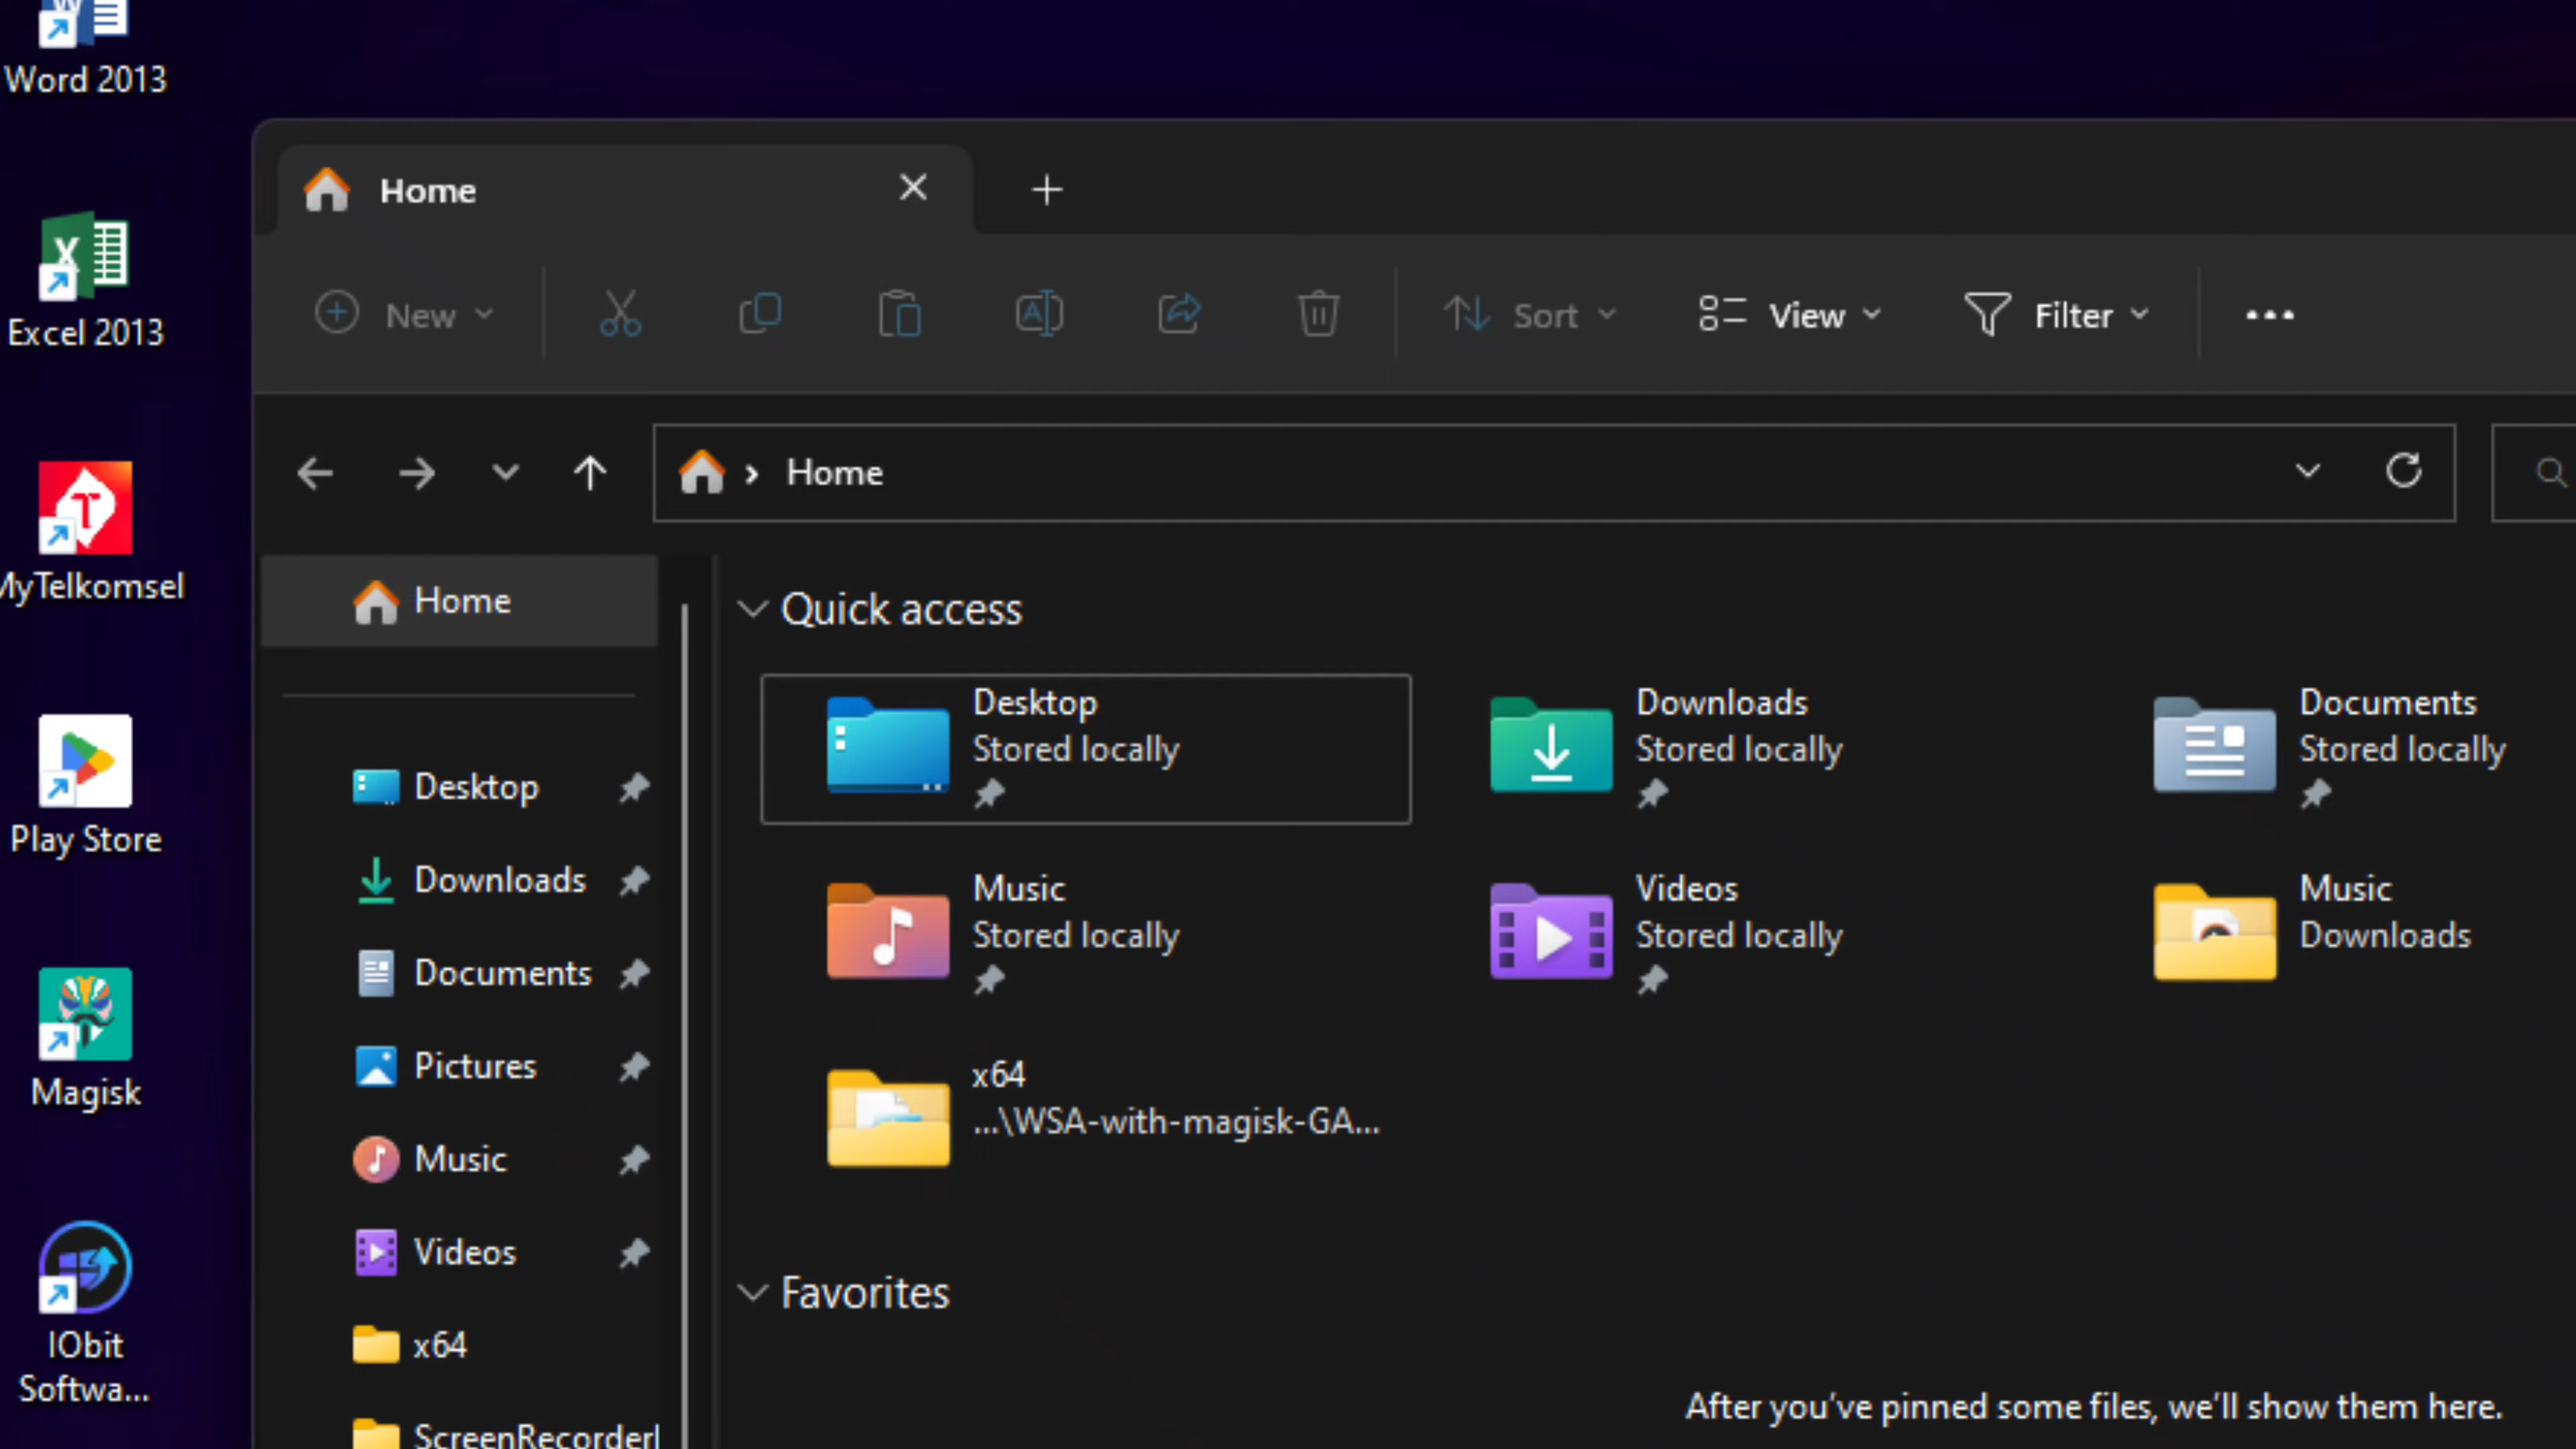 Word 2013
Excel 2013
MyTelkomsel
Play Store
Magisk
IObit
Softwa...
Home
New
Sort
View
Filter
Home
Home
Desktop
Downloads
Documents
Pictures
Music
Videos
x64
Quick access
Desktop
Stored locally
Downloads
Stored locally
Documents
Stored locally
Music
Stored locally
Videos
Stored locally
Music
Downloads
x64
...\WSA-with-magisk-GA...
Favorites
After you've pinned some files, we'll show them here.